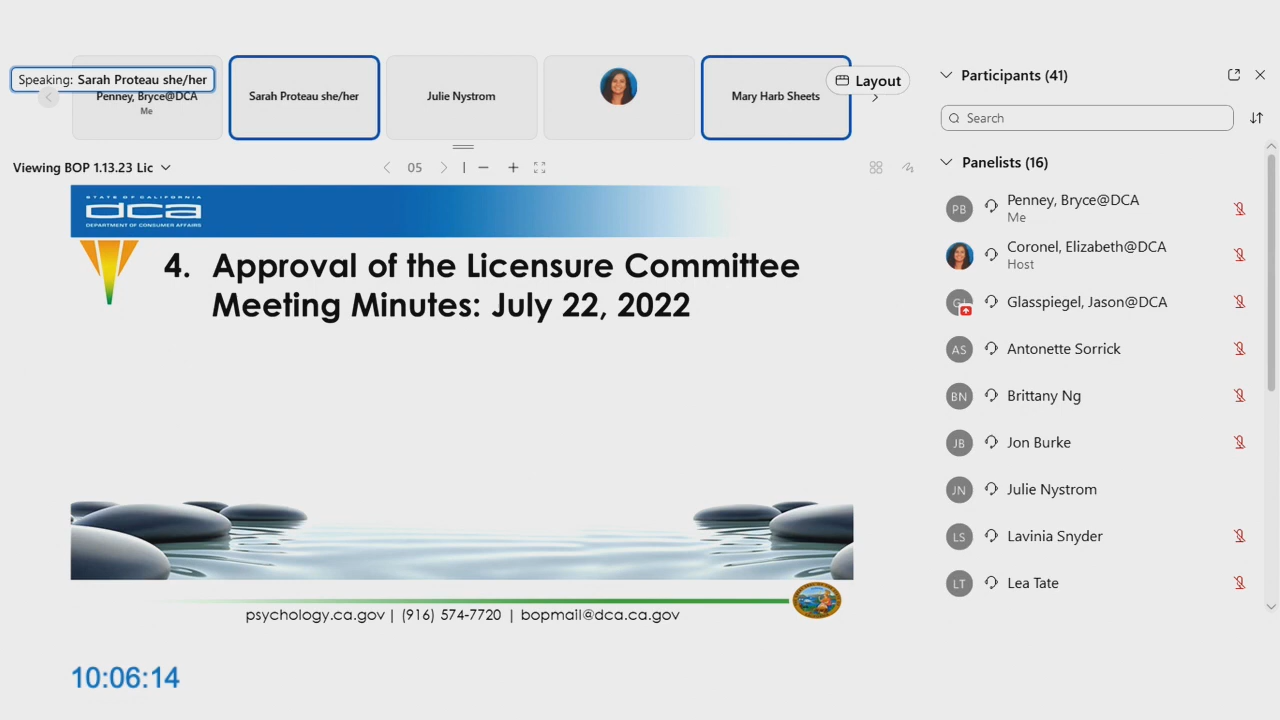 Speaking: Sarah Proteau she/her
Penney, Bryce@DCA
Me
Sarah Proteau she/her
Julie Nystrom
Mary Harb Sheets
Layout
Viewing BOP 1.13.23 Lic
05
STATE OF CALIFORNIA
dca
DEPARTMENT OF CONSUMER AFFAIRS
4. Approval of the Licensure Committee
Meeting Minutes: July 22, 2022
psychology.ca.gov | (916) 574-7720 | bopmail@dca.ca.gov
10:06:14
Participants (41)
Search
Panelists (16)
PB
Penney, Bryce@DCA
Me
Coronel, Elizabeth@DCA
Host
GJ
Glasspiegel, Jason@DCA
AS
Antonette Sorrick
BN
Brittany Ng
JB
Jon Burke
JN
Julie Nystrom
LS
Lavinia Snyder
LT
Lea Tate